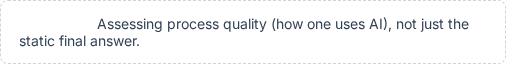 Assessing process quality (how one uses AI), not just the
static final answer.